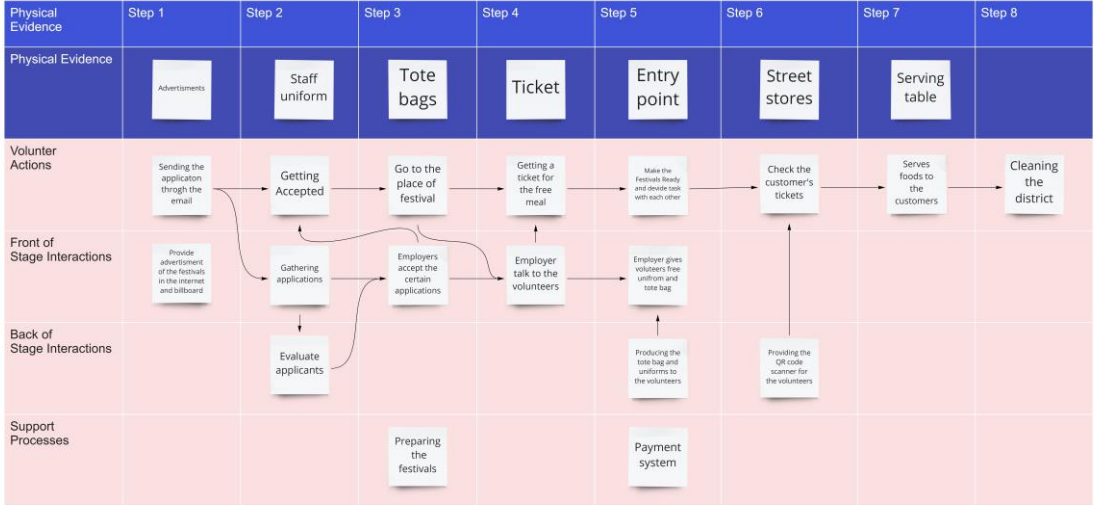 Physical
Evidence
Step 1
Step 2
Step 3
Step 4
Step 5
Step 6
Step 7
Step 8
Physical Evidence
Advertisments
Staff
uniform
Tote
bags
Ticket
Entry
point
Street
stores
Serving
table
Volunter
Actions
Sending the
applicaton
throgh the
email
Getting
Accepted
Go to the
place of
festival
Getting a
ticket for
the free
meal
Make the
Festivals Ready
and devide task
with each other
Check the
customer's
tickets
Serves
foods to
the
customers
Cleaning
the
district
Front of
Stage Interactions
Provide
advertisment
of the festivals
in the internet
and billboard
Gathering
applications
Employers
accept the
certain
applications
Employer
talk to the
volunteers
Employer gives
voluteers free
unifrom and
tote bag
Back of
Stage Interactions
Evaluate
applicants
Producing the
tote bag and
uniforms to
the volunteers
Providing the
QR code
scanner for
the volunteers
Support
Processes
Preparing
the
festivals
Payment
system